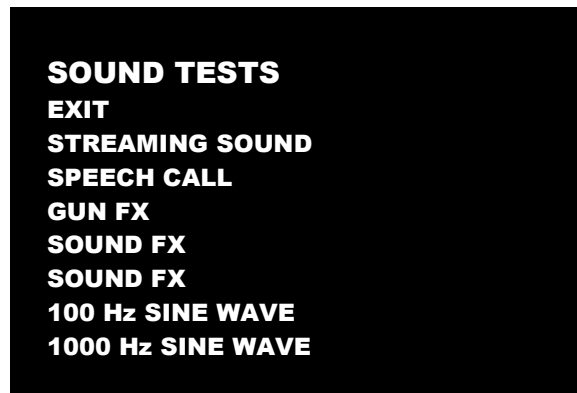 SOUND TESTS
EXIT
STREAMING SOUND
SPEECH CALL
GUN FX
SOUND FX
SOUND FX
100 Hz SINE WAVE
1000 Hz SINE WAVE